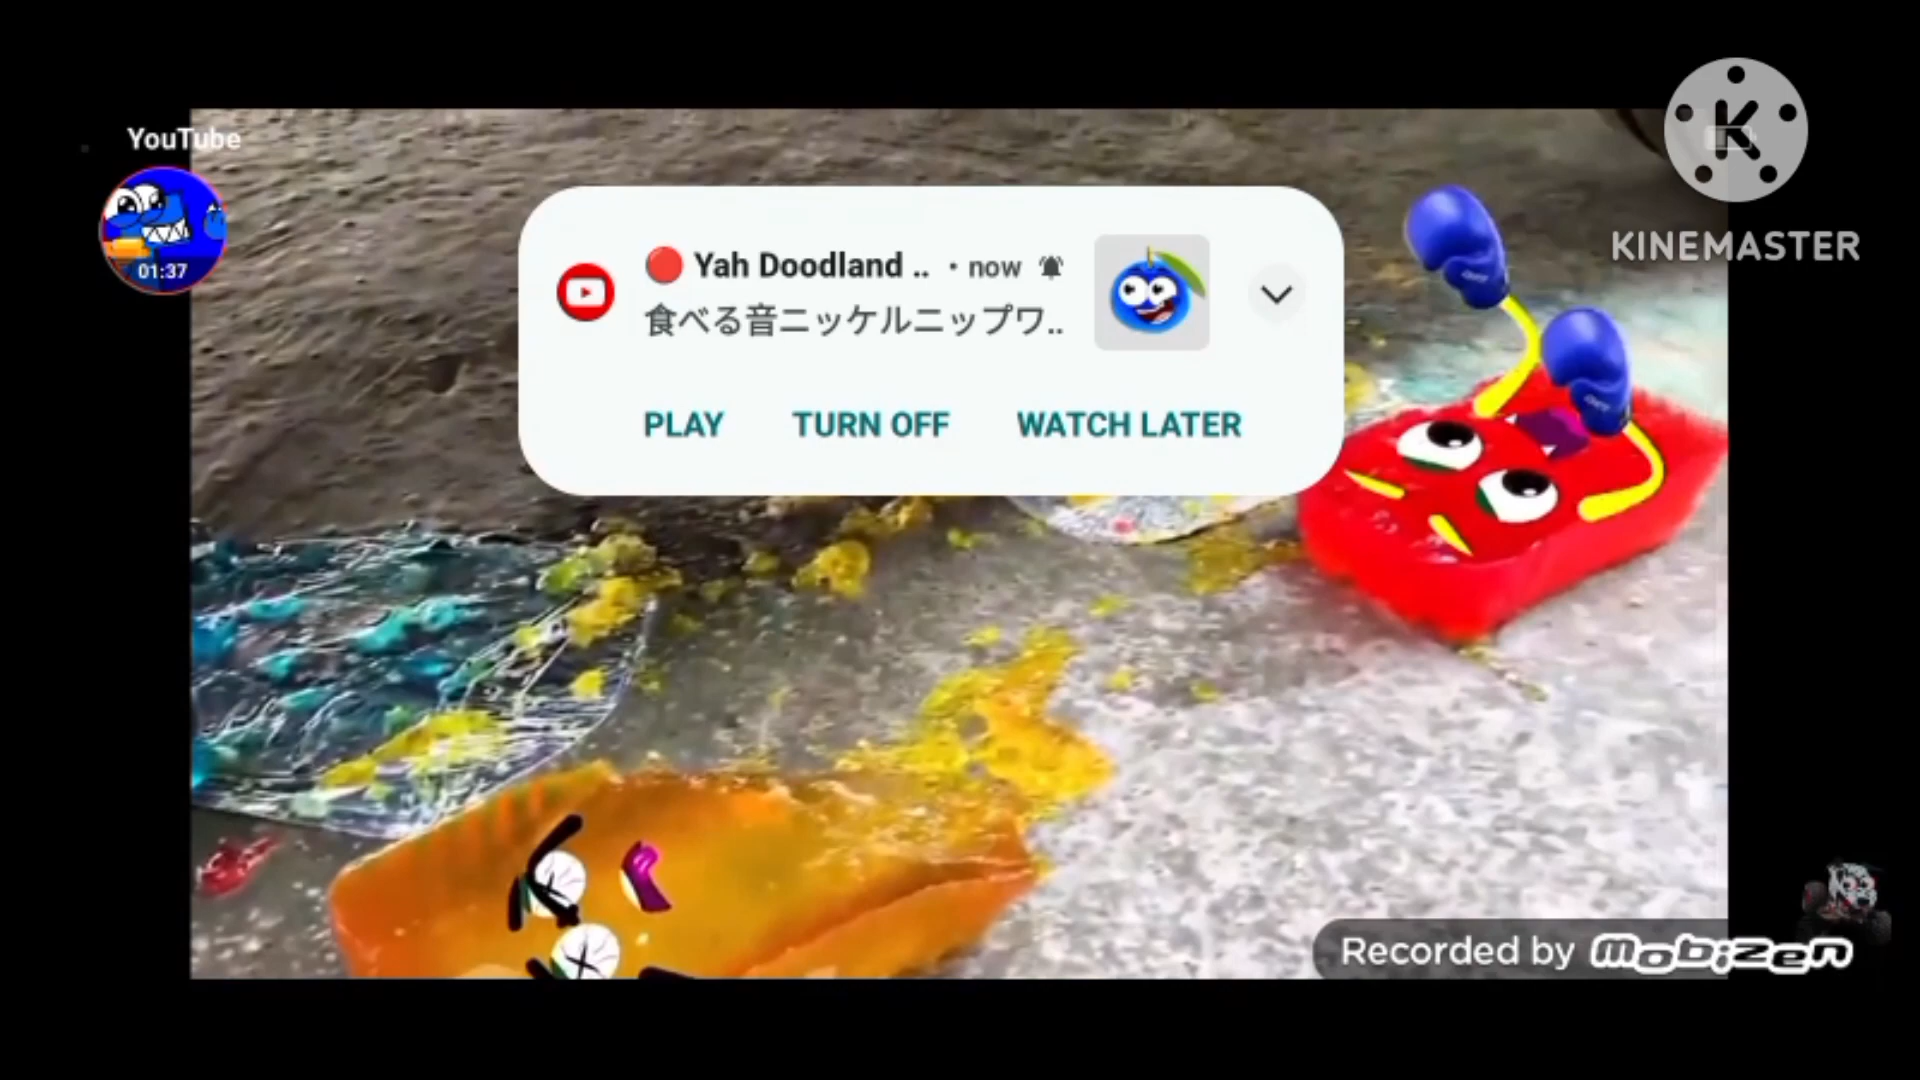 YouTube
01:37
Yah Doodland .. • now
食べる音ニッケルニップワ..
PLAY
TURN OFF
WATCH LATER
K
KINEMASTER
Recorded by mobizen